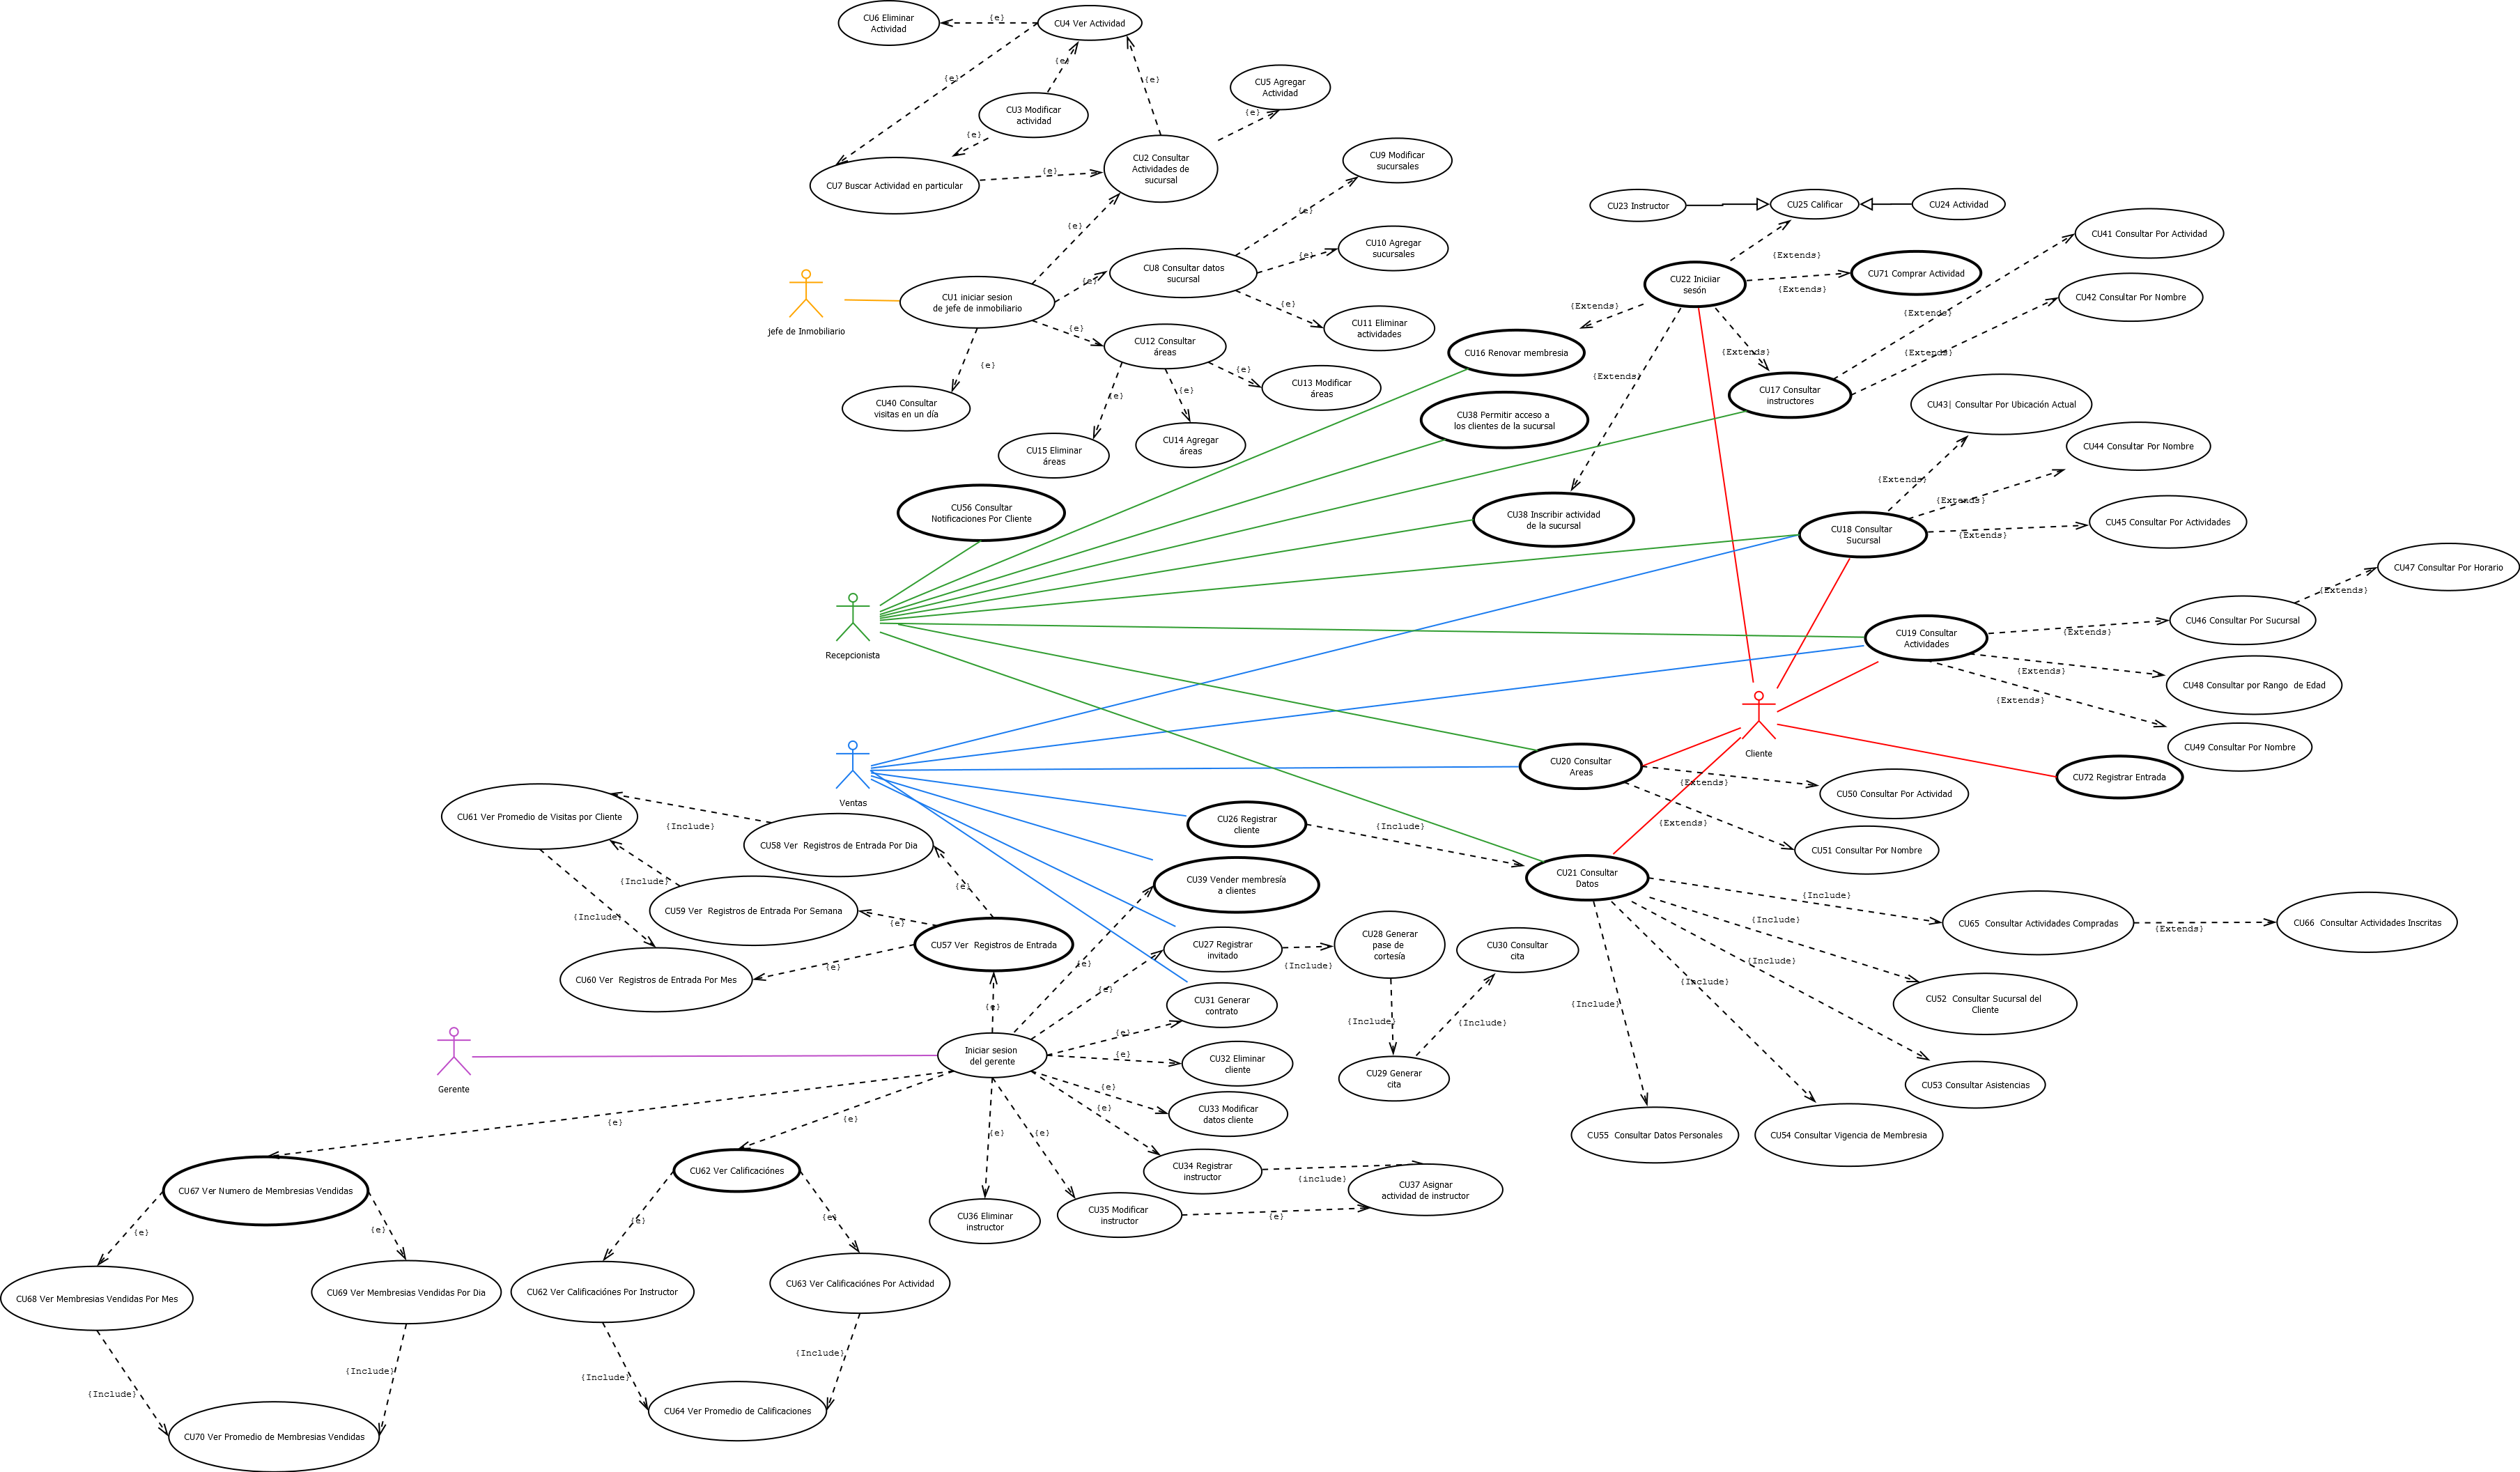 CU6 Eliminar
Actividad
{e}
CU4 Ver Actividad
{e}
{e}
{e}
CU5 Agregar
Actividad
CU3 Modificar
actividad
{e}
{e}
CU7 Buscar Actividad en particular
{e}
CU2 Consultar
Actividades de
sucursal
CU9 Modificar
sucursales
{e}
{e}
CU10 Agregar
sucursales
{e}
CU8 Consultar datos
sucursal
{e}
CU1 iniciar sesion
de jefe de inmobiliario
jefe de Inmobiliario
{e}
CU11 Eliminar
actividades
{e}
CU12 Consultar
áreas
{e}
{e}
CU13 Modificar
áreas
{e}
{e}
CU40 Consultar
visitas en un día
CU15 Eliminar
áreas
CU14 Agregar
áreas
CU23 Instructor
CU25 Calificar
CU24 Actividad
{Extends}
CU22 Iniciiar
sesón
CU71 Comprar Actividad
{Extends}
{Extends}
CU41 Consultar Por Actividad
CU42 Consultar Por Nombre
{Extends}
{Extends}
{Extends}
CU16 Renovar membresia
{Extends}
CU17 Consultar
instructores
CU38 Permitir acceso a
los clientes de la sucursal
CU43| Consultar Por Ubicación Actual
CU44 Consultar Por Nombre
{Extends}
{Extends}
CU45 Consultar Por Actividades
{Extends}
CU18 Consultar
Sucursal
CU56 Consultar
Notificaciones Por Cliente
CU38 Inscribir actividad
de la sucursal
CU47 Consultar Por Horario
{Extends}
CU46 Consultar Por Sucursal
{Extends}
CU19 Consultar
Actividades
Recepcionista
{Extends}
CU48 Consultar por Rango  de Edad
{Extends}
CU49 Consultar Por Nombre
Cliente
CU72 Registrar Entrada
CU20 Consultar
Areas
{Extends}
CU50 Consultar Por Actividad
{Extends}
CU51 Consultar Por Nombre
Ventas
CU61 Ver Promedio de Visitas por Cliente
{Include}
CU58 Ver  Registros de Entrada Por Dia
CU26 Registrar
cliente
{Include}
{Include}
{e}
CU39 Vender membresía
a clientes
CU21 Consultar
Datos
CU59 Ver  Registros de Entrada Por Semana
{e}
{Include}
CU57 Ver  Registros de Entrada
{e}
CU60 Ver  Registros de Entrada Por Mes
{Include}
CU65  Consultar Actividades Compradas
{Extends}
CU66  Consultar Actividades Inscritas
{Include}
{Include}
{Include}
{Include}
CU52  Consultar Sucursal del
Cliente
CU53 Consultar Asistencias
CU55  Consultar Datos Personales
CU54 Consultar Vigencia de Membresia
{e}
{e}
{e}
CU27 Registrar
invitado
{Include}
CU28 Generar
pase de
cortesía
CU30 Consultar
cita
{Include}
{Include}
CU29 Generar
cita
CU31 Generar
contrato
{e}
Gerente
Iniciar sesion
del gerente
{e}
CU32 Eliminar
cliente
{e}
CU33 Modificar
datos cliente
{e}
{e}
{e}
{e}
{e}
CU34 Registrar
instructor
{include}
CU37 Asignar
actividad de instructor
CU36 Eliminar
instructor
CU35 Modificar
instructor
{e}
CU67 Ver Numero de Membresias Vendidas
CU62 Ver Calificaciónes
{e}
{e}
{e}
{e}
CU68 Ver Membresias Vendidas Por Mes
CU69 Ver Membresias Vendidas Por Dia
CU62 Ver Calificaciónes Por Instructor
CU63 Ver Calificaciónes Por Actividad
{Include}
{Include}
{Include}
{Include}
CU70 Ver Promedio de Membresias Vendidas
CU64 Ver Promedio de Calificaciones